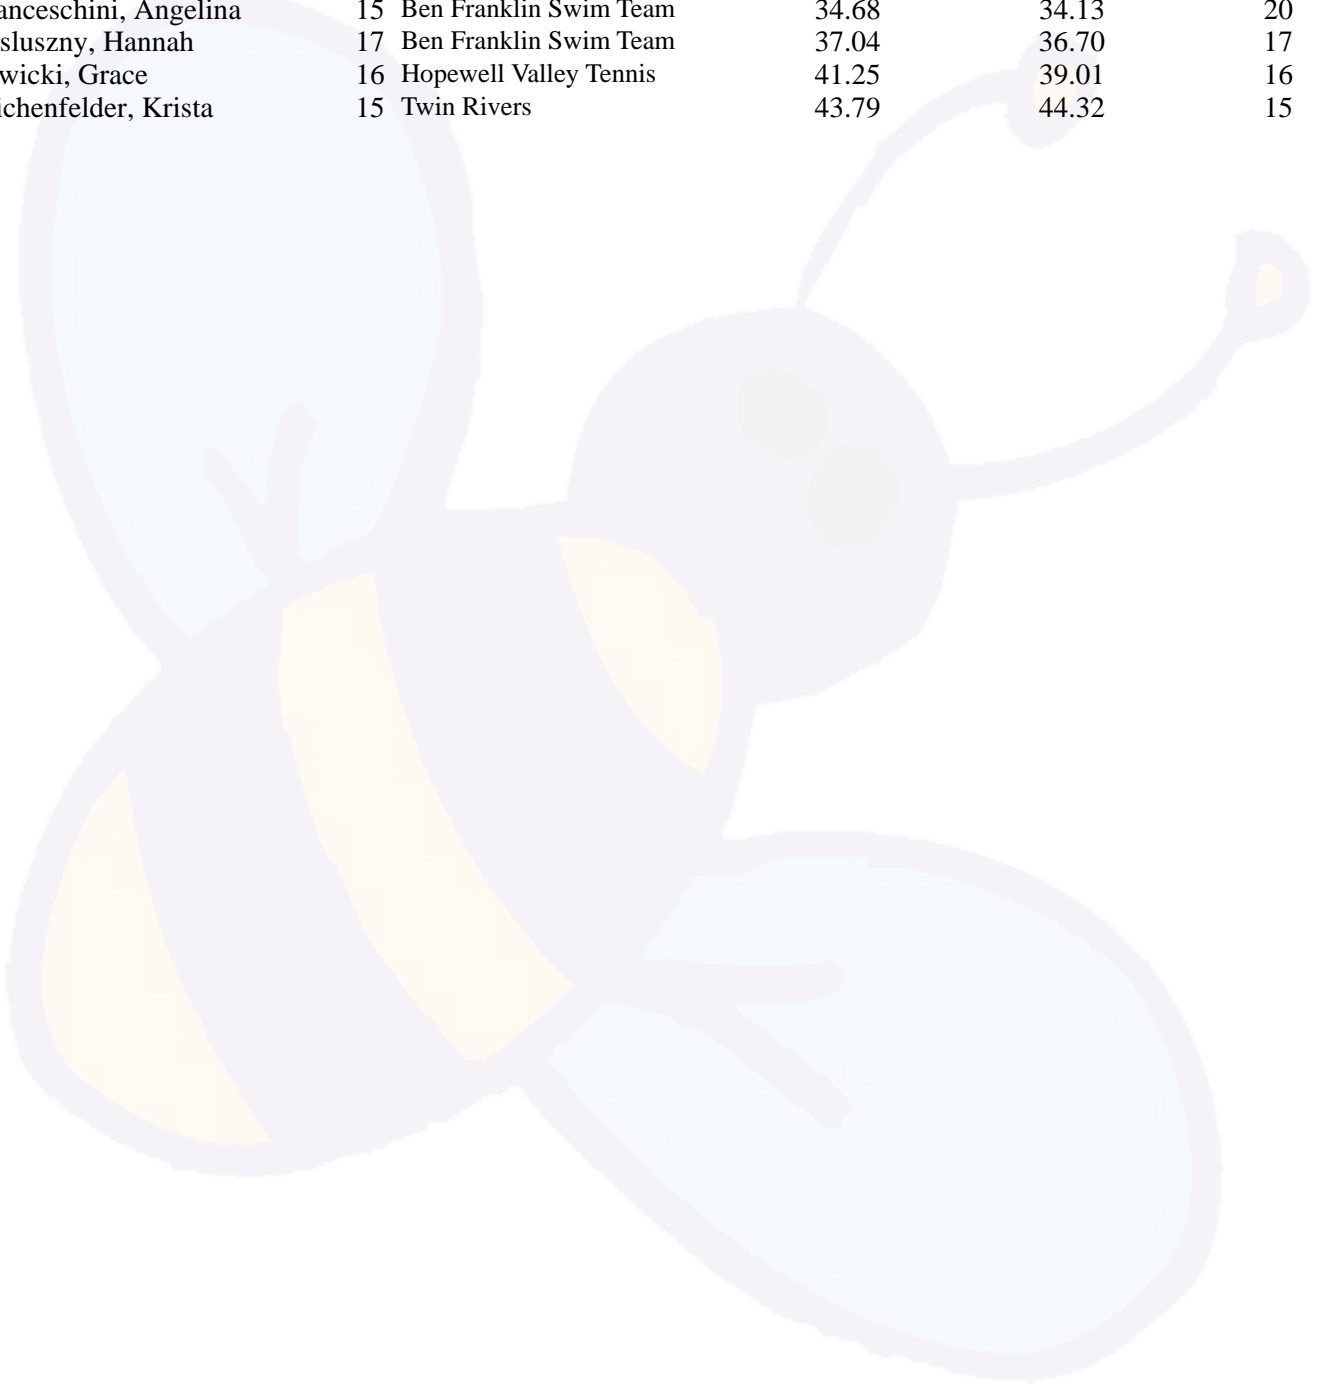 anceschini, Angelina 15 Ben Franklin Swim Team 34.68 34.13 20
sluszny, Hannah 17 Ben Franklin Swim Team 37.04 36.70 17
wicki, Grace 16 Hopewell Valley Tennis 41.25 39.01 16
ichenfelder, Krista 15 Twin Rivers 43.79 44.32 15